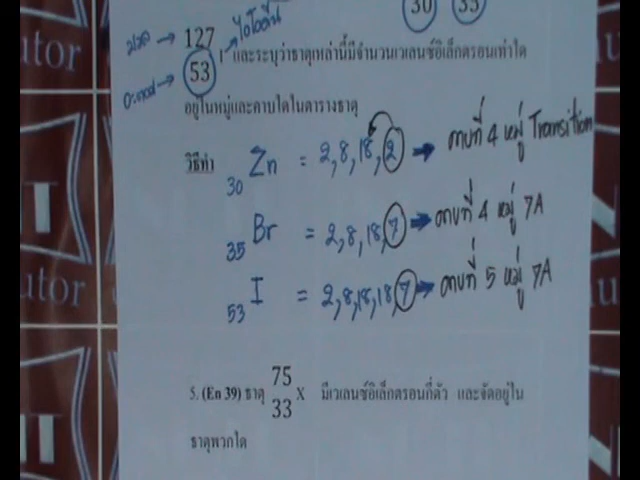 30 35
มวล → 127 ไอโอดีน
53 I และระบุว่าธาตุเหล่านี้มีจำนวนเวเลนซ์อิเล็กตรอนเท่าใด
อยู่ในหมู่และคาบใดในตารางธาตุ
วิธีทำ 30 Zn = 2,8,18,2 → คาบที่ 4 หมู่ Transition
35 Br = 2,8,18,7 → คาบที่ 4 หมู่ 7A
53 I = 2,8,18,18,7 → คาบที่ 5 หมู่ 7A
5. (En 39) ธาตุ 75 33 X มีเวเลนซ์อิเล็กตรอนกี่ตัว และจัดอยู่ใน
ธาตุพวกใด
utor
utor
utor